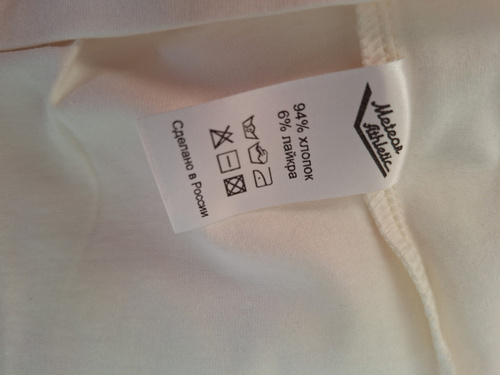 Meteor
Athletic
94% хлопок
6% лайкра
Сделано в России